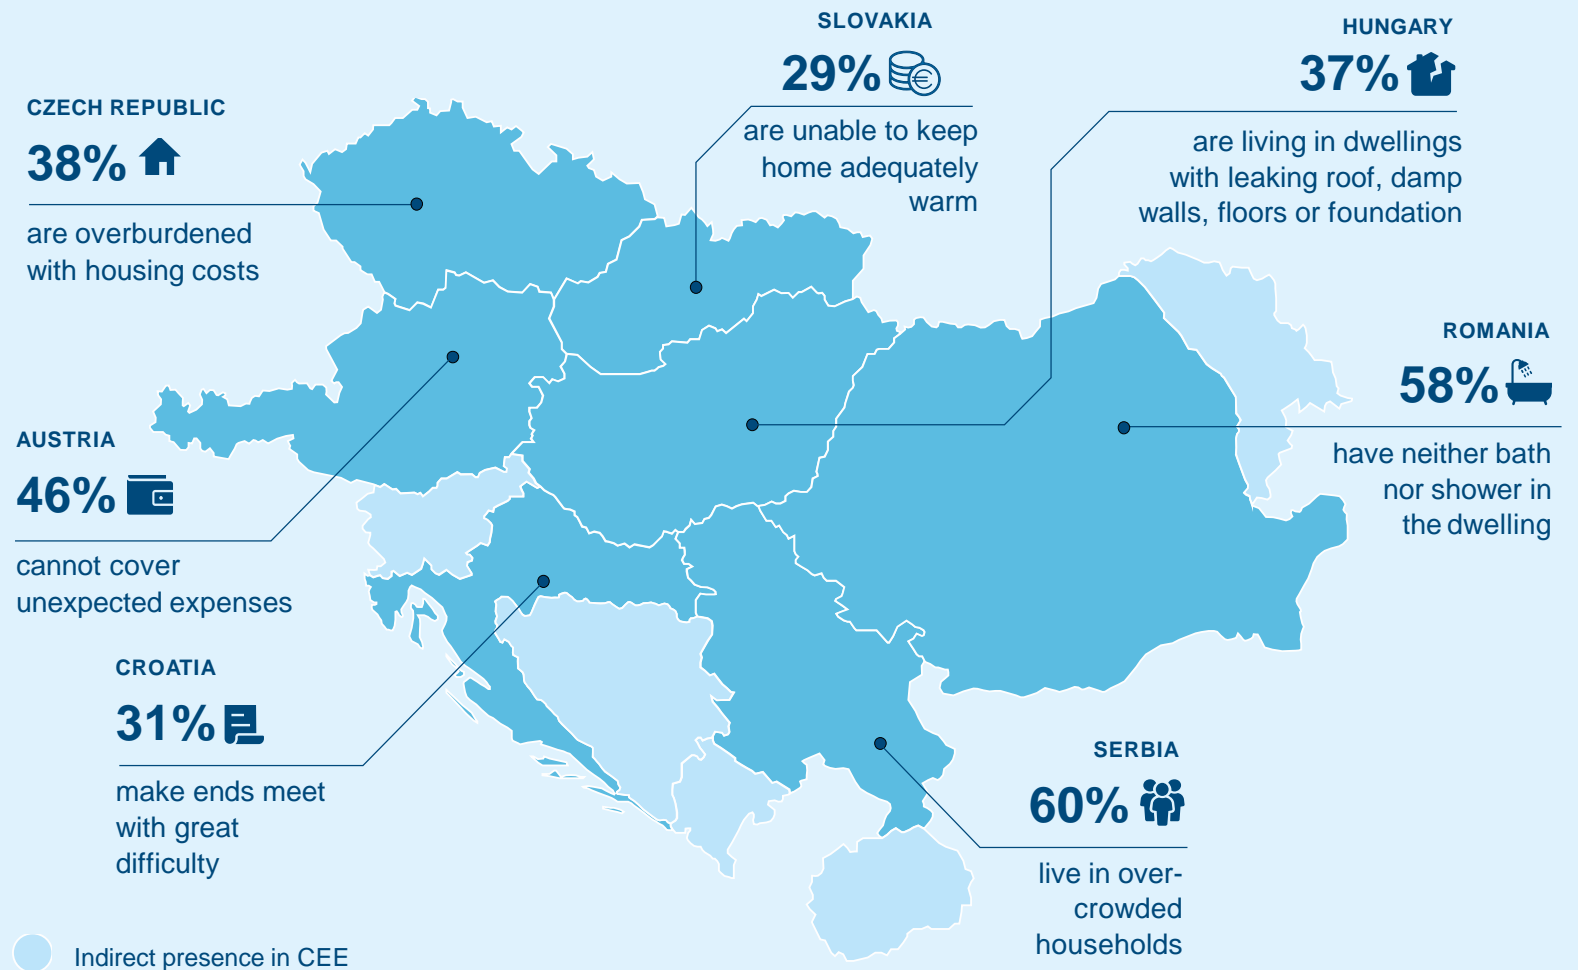 SLOVAKIA
29%
are unable to keep
home adequately
warm
HUNGARY
37%
are living in dwellings
with leaking roof, damp
walls, floors or foundation
CZECH REPUBLIC
38%
are overburdened
with housing costs
ROMANIA
58%
have neither bath
nor shower in
the dwelling
AUSTRIA
46%
cannot cover
unexpected expenses
CROATIA
31%
make ends meet
with great
difficulty
SERBIA
60%
live in over-
crowded
households
Indirect presence in CEE